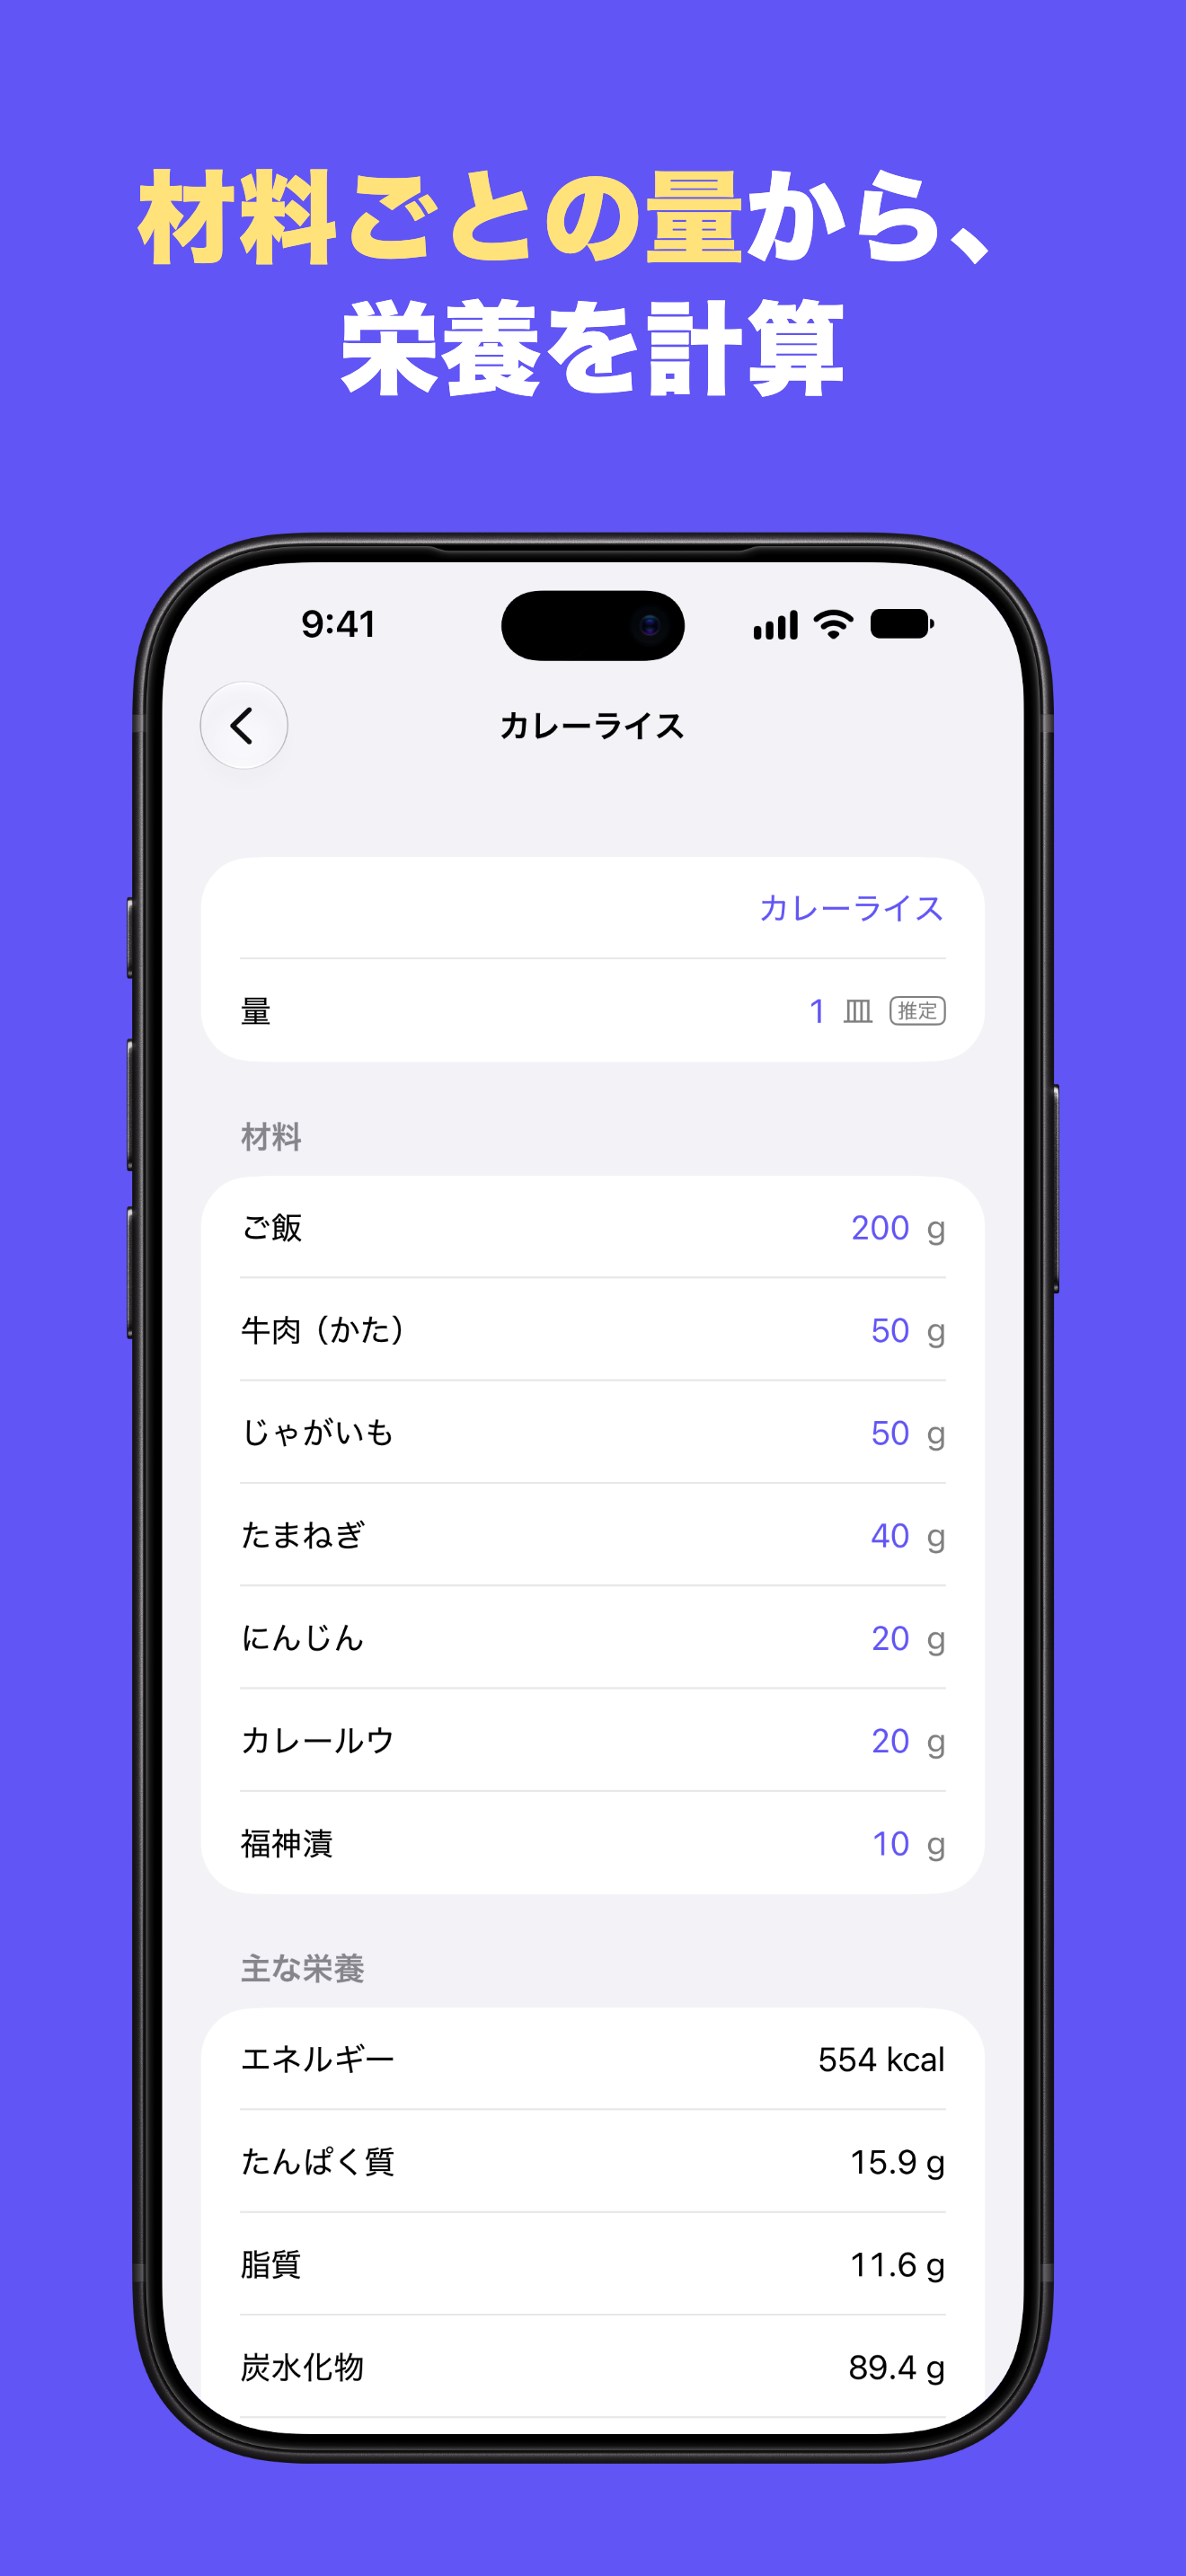 材料ごとの量から、
栄養を計算
9:41
カレーライス
カレーライス
量 1 皿 推定
材料
ご飯 200 g
牛肉（かた） 50 g
じゃがいも 50 g
たまねぎ 40 g
にんじん 20 g
カレールウ 20 g
福神漬 10 g
主な栄養
エネルギー 554 kcal
たんぱく質 15.9 g
脂質 11.6 g
炭水化物 89.4 g